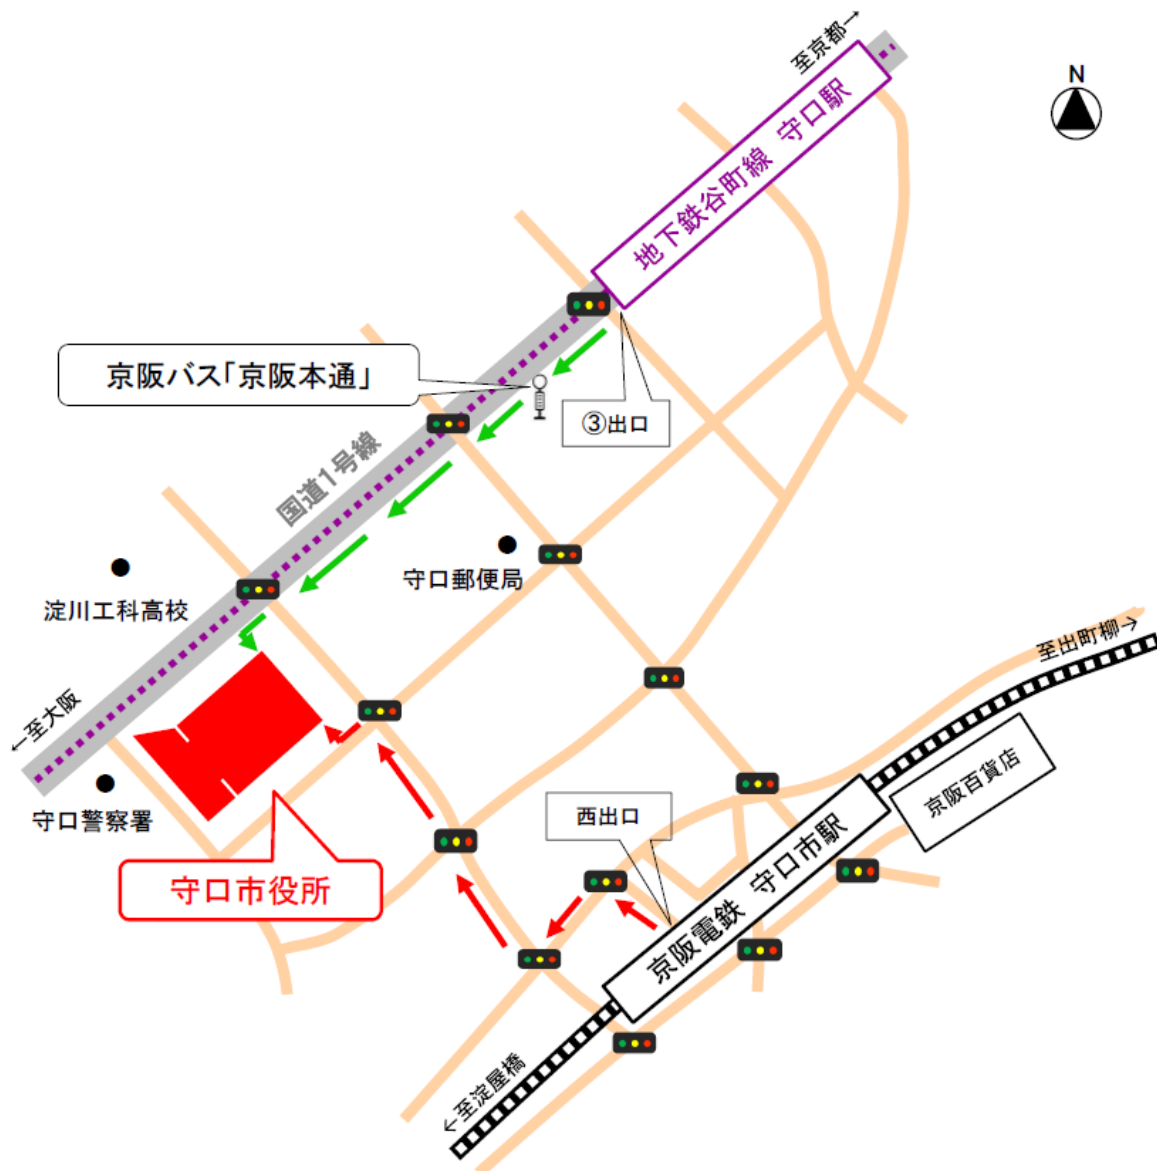 至京都→
N
地下鉄谷町線 守口駅
京阪バス「京阪本通」
③出口
国道1号線
守口郵便局
淀川工科高校
至出町柳→
←至大阪
京阪百貨店
守口警察署
西出口
守口市役所
京阪電鉄 守口市駅
←至淀屋橋